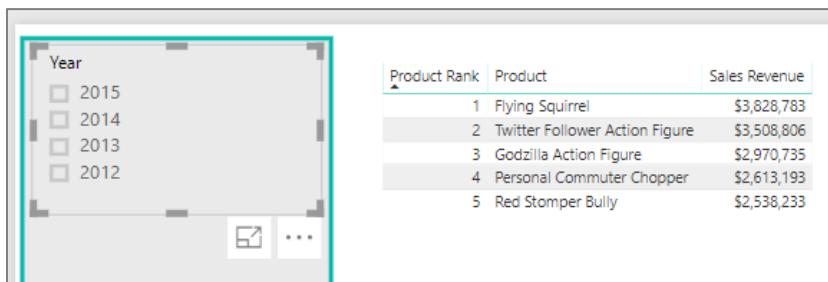 Year
2015
2014
2013
2012
Product Rank Product Sales Revenue
1 Flying Squirrel $3,828,783
2 Twitter Follower Action Figure $3,508,806
3 Godzilla Action Figure $2,970,735
4 Personal Commuter Chopper $2,613,193
5 Red Stomper Bully $2,538,233